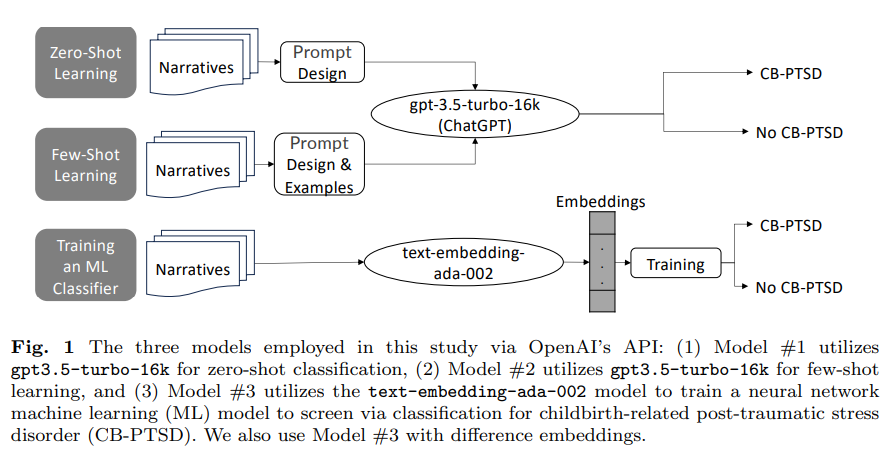 Zero-Shot
Learning
Narratives
Prompt
Design
gpt-3.5-turbo-16k
(ChatGPT)
CB-PTSD
No CB-PTSD
Few-Shot
Learning
Narratives
Prompt
Design &
Examples
Training
an ML
Classifier
Narratives
text-embedding-
ada-002
Embeddings
.
.
.
Training
CB-PTSD
No CB-PTSD
Fig. 1 The three models employed in this study via OpenAI's API: (1) Model #1 utilizes
gpt3.5-turbo-16k for zero-shot classification, (2) Model #2 utilizes gpt3.5-turbo-16k for few-shot
learning, and (3) Model #3 utilizes the text-embedding-ada-002 model to train a neural network
machine learning (ML) model to screen via classification for childbirth-related post-traumatic stress
disorder (CB-PTSD). We also use Model #3 with difference embeddings.